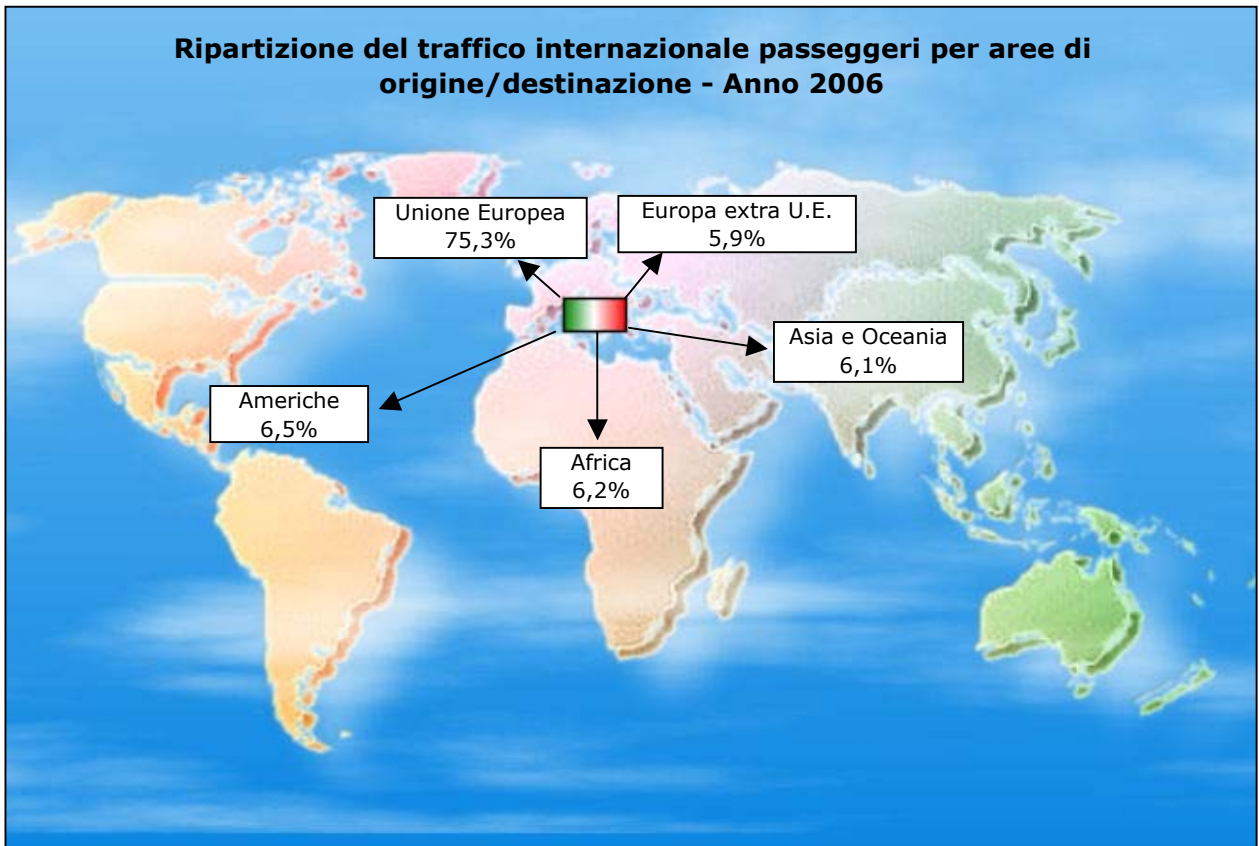 Ripartizione del traffico internazionale passeggeri per aree di
origine/destinazione - Anno 2006
Unione Europea
75,3%
Europa extra U.E.
5,9%
Asia e Oceania
6,1%
Americhe
6,5%
Africa
6,2%